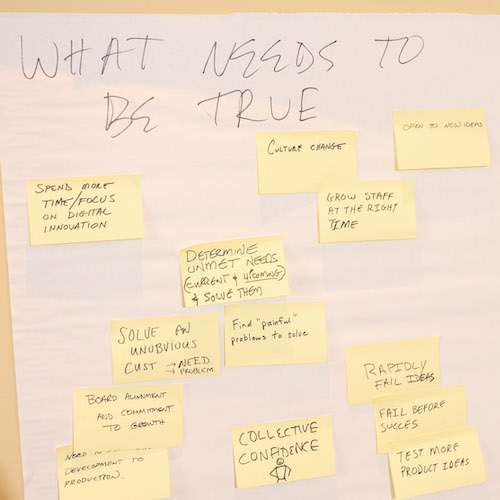 WHAT NEEDS TO
BE TRUE
OPEN TO NEW IDEAS
CULTURE CHANGE
SPEND MORE
TIME/FOCUS
ON DIGITAL
INNOVATION
GROW STAFF
AT THE RIGHT
TIME
DETERMINE
UNMET NEEDS
(CURRENT & UPCOMING)
& SOLVE THEM
SOLVE AN
UNOBVIOUS
CUST → NEED
PROBLEM
Find "painful"
problems to solve
RAPIDLY
FAIL IDEAS
BOARD ALIGNMENT
AND COMMITMENT
TO GROWTH
FAIL BEFORE
SUCCES
COLLECTIVE
CONFIDENCE
TEST MORE
PRODUCT IDEAS
NEED
DEVELOPMENT TO
PRODUCTION.